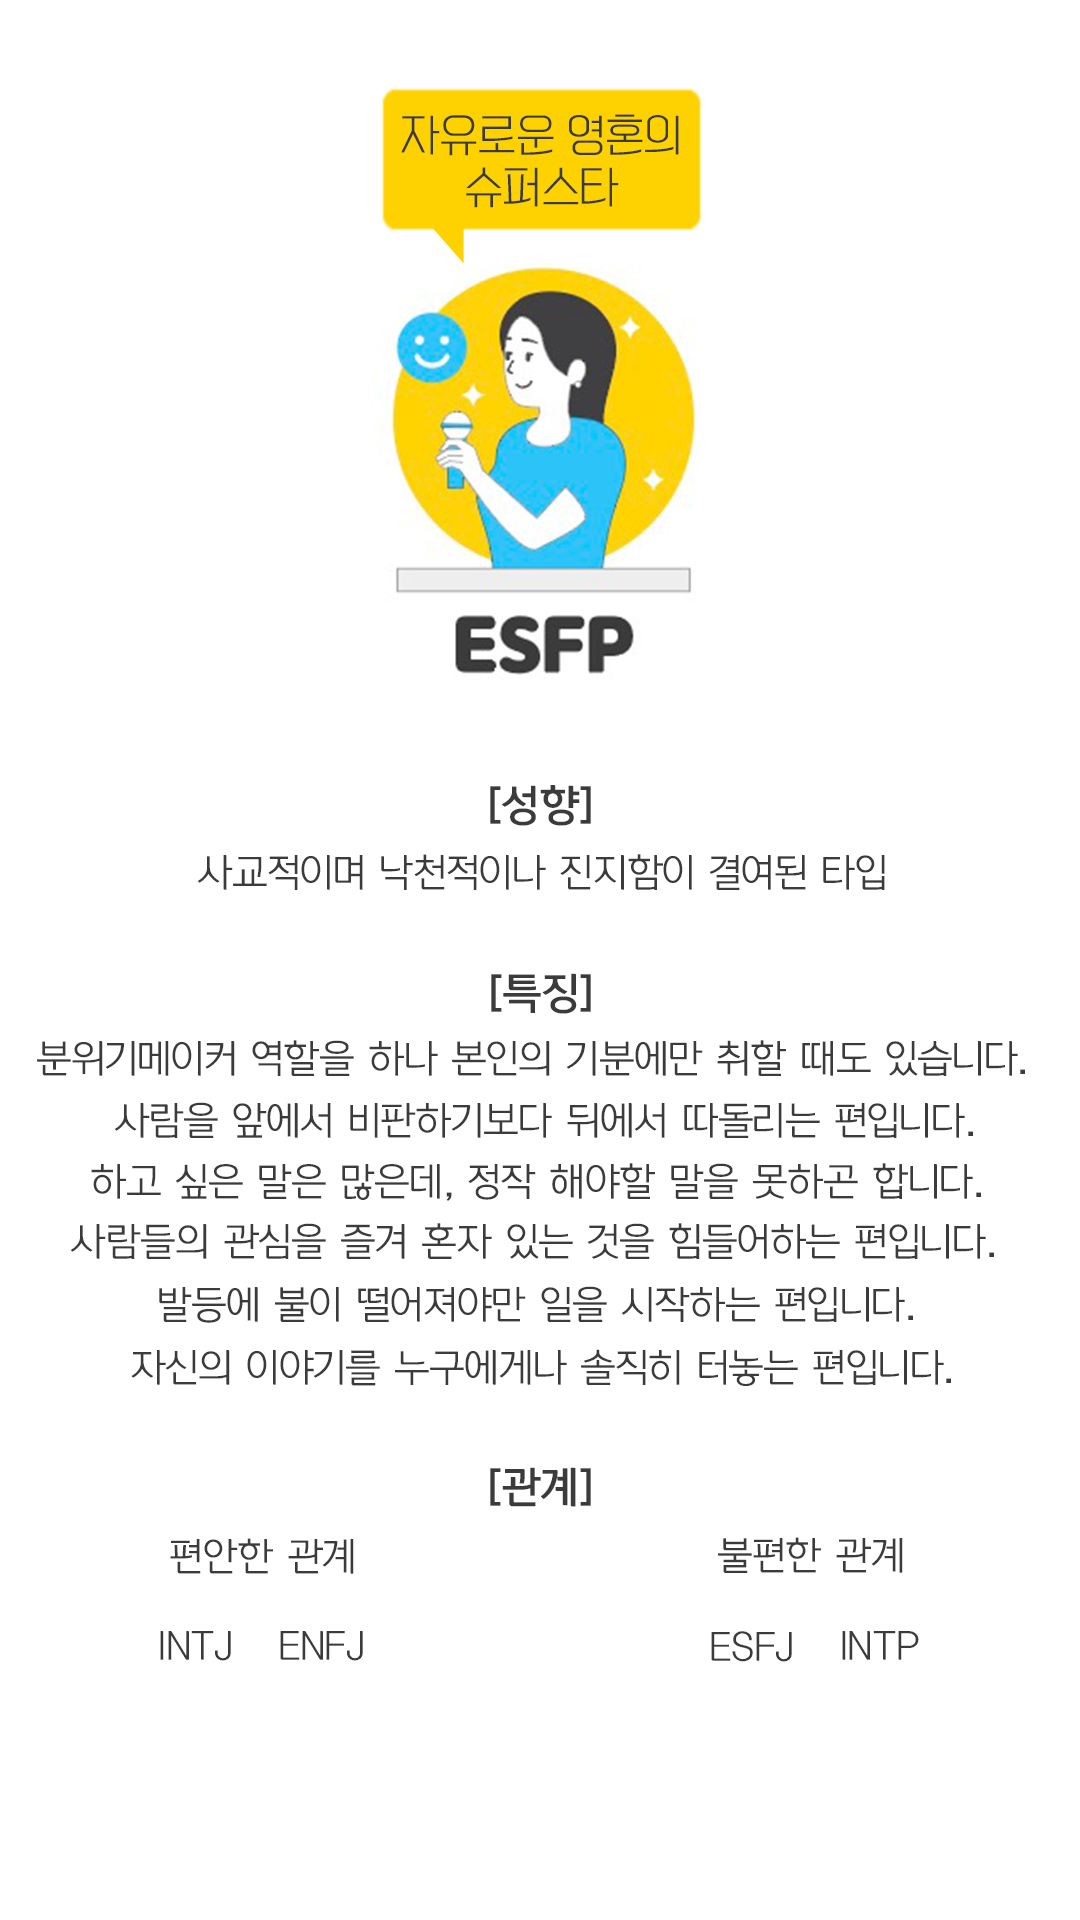 자유로운 영혼의
슈퍼스타
ESFP
[성향]
사교적이며 낙천적이나 진지함이 결여된 타입
[특징]
분위기메이커 역할을 하나 본인의 기분에만 취할 때도 있습니다.
사람을 앞에서 비판하기보다 뒤에서 따돌리는 편입니다.
하고 싶은 말은 많은데, 정작 해야할 말을 못하곤 합니다.
사람들의 관심을 즐겨 혼자 있는 것을 힘들어하는 편입니다.
발등에 불이 떨어져야만 일을 시작하는 편입니다.
자신의 이야기를 누구에게나 솔직히 터놓는 편입니다.
[관계]
편안한 관계 불편한 관계
INTJ ENFJ ESFJ INTP